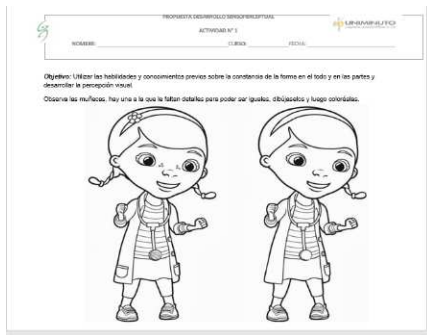 PROPUESTA DESARROLLO SENSOPERCEPTUAL
UNIMINUTO
ACTIVIDAD N° 3
NOMBRE: CURSO: FECHA:
Objetivo: Utilizar las habilidades y conocimientos previos sobre la constancia de la forma en el todo y en las partes y
desarrollar la percepción visual.
Observa las muñecas, hay una a la que le faltan detalles para poder ser iguales, dibújaselos y luego coloréalas.